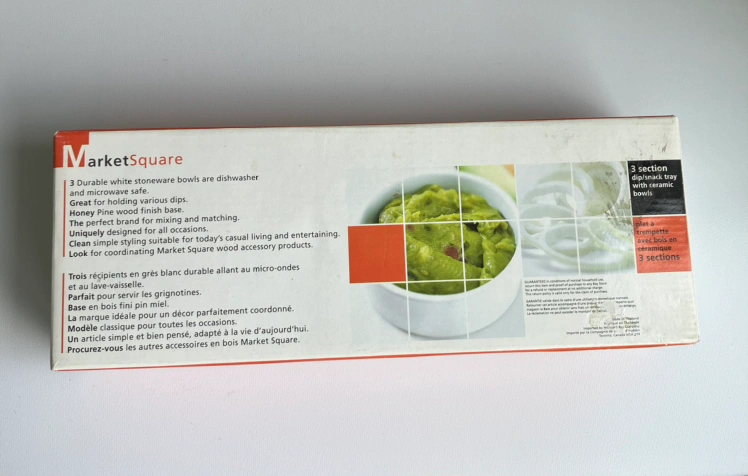 MarketSquare
3 Durable white stoneware bowls are dishwasher
and microwave safe.
Great for holding various dips.
Honey Pine wood finish base.
The perfect brand for mixing and matching.
Uniquely designed for all occasions.
Clean simple styling suitable for today's casual living and entertaining.
Look for coordinating Market Square wood accessory products.
Trois récipients en grès blanc durable allant au micro-ondes
et au lave-vaisselle.
Parfait pour servir les grignotines.
Base en bois fini pin miel.
La marque idéale pour un décor parfaitement coordonné.
Modèle classique pour toutes les occasions.
Un article simple et bien pensé, adapté à la vie d'aujourd'hui.
Procurez-vous les autres accessoires en bois Market Square.
3 section
dip/snack tray
with ceramic
bowls
plat à
trempette
avec bois en
céramique
3 sections